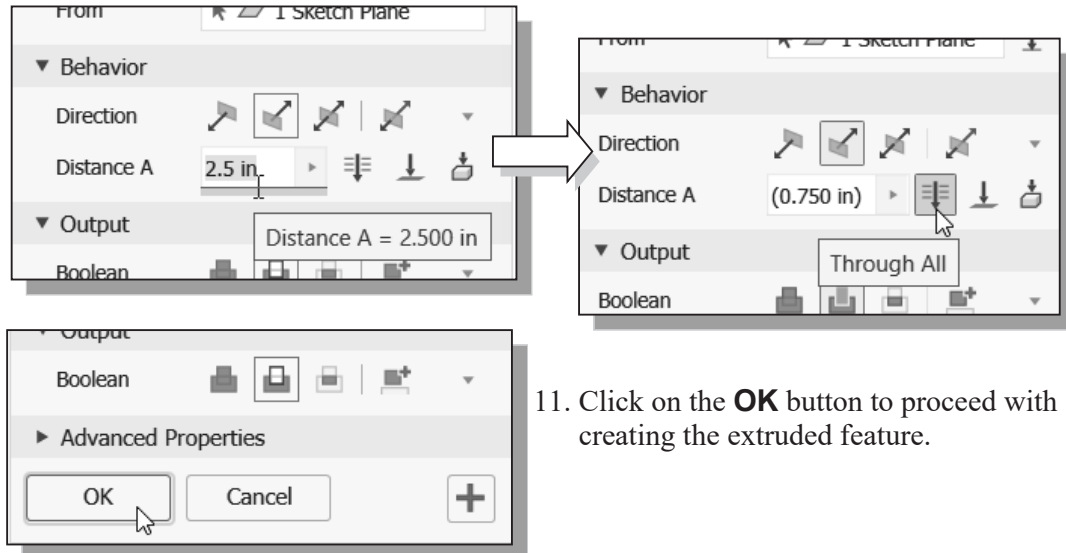 From
1 Sketch Plane
Behavior
Direction
Distance A
2.5 in
Output
Distance A = 2.500 in
Boolean
From
1 Sketch Plane
Behavior
Direction
Distance A
(0.750 in)
Output
Through All
Boolean
Output
Boolean
Advanced Properties
OK
Cancel
11. Click on the OK button to proceed with
creating the extruded feature.